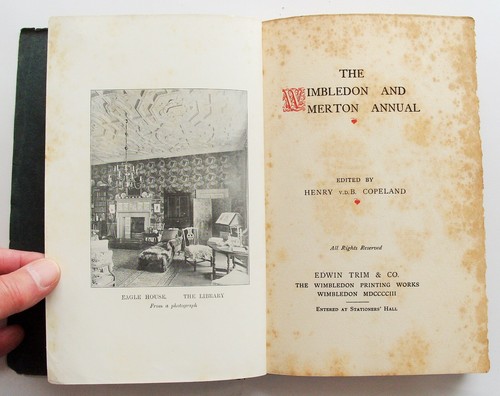 EAGLE HOUSE. THE LIBRARY
From a photograph
THE
WIMBLEDON AND
MERTON ANNUAL
EDITED BY
HENRY V.D.B. COPELAND
All Rights Reserved
EDWIN TRIM & CO.
THE WIMBLEDON PRINTING WORKS
WIMBLEDON MDCCCCIII
ENTERED AT STATIONERS' HALL